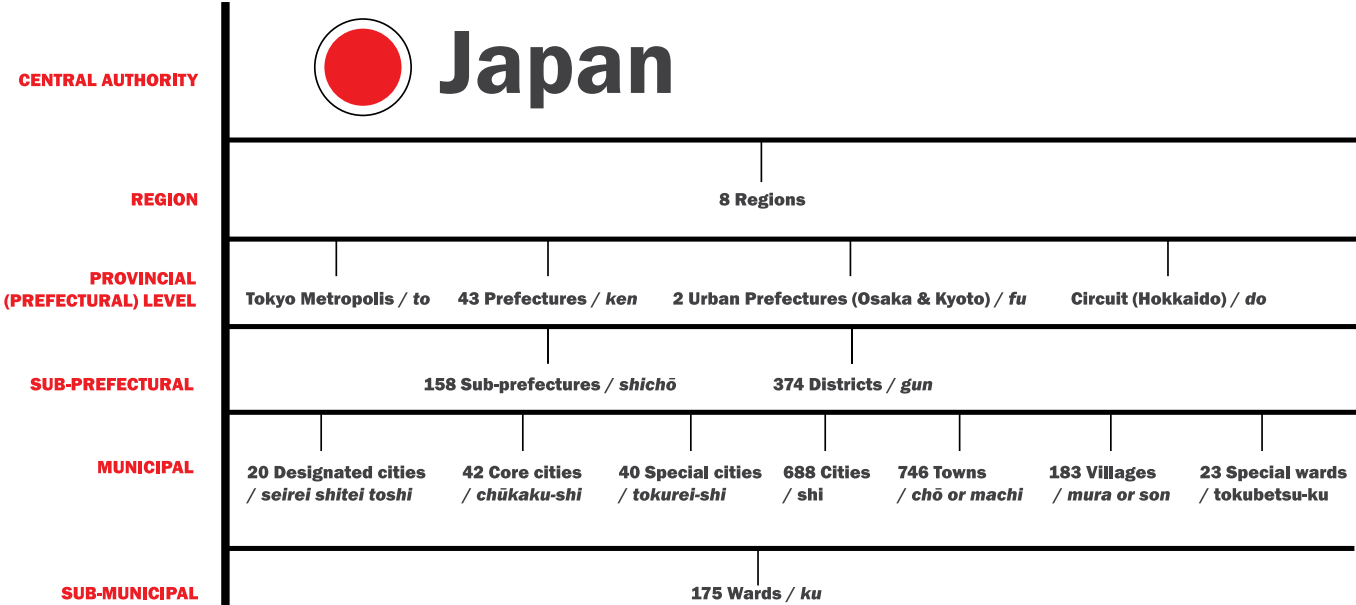 CENTRAL AUTHORITY
Japan
REGION
8 Regions
PROVINCIAL
(PREFECTURAL) LEVEL
Tokyo Metropolis / to
43 Prefectures / ken
2 Urban Prefectures (Osaka & Kyoto) / fu
Circuit (Hokkaido) / do
SUB-PREFECTURAL
158 Sub-prefectures / shichō
374 Districts / gun
MUNICIPAL
20 Designated cities
/ seirei shitei toshi
42 Core cities
/ chūkaku-shi
40 Special cities
/ tokurei-shi
688 Cities
/ shi
746 Towns
/ chō or machi
183 Villages
/ mura or son
23 Special wards
/ tokubetsu-ku
SUB-MUNICIPAL
175 Wards / ku